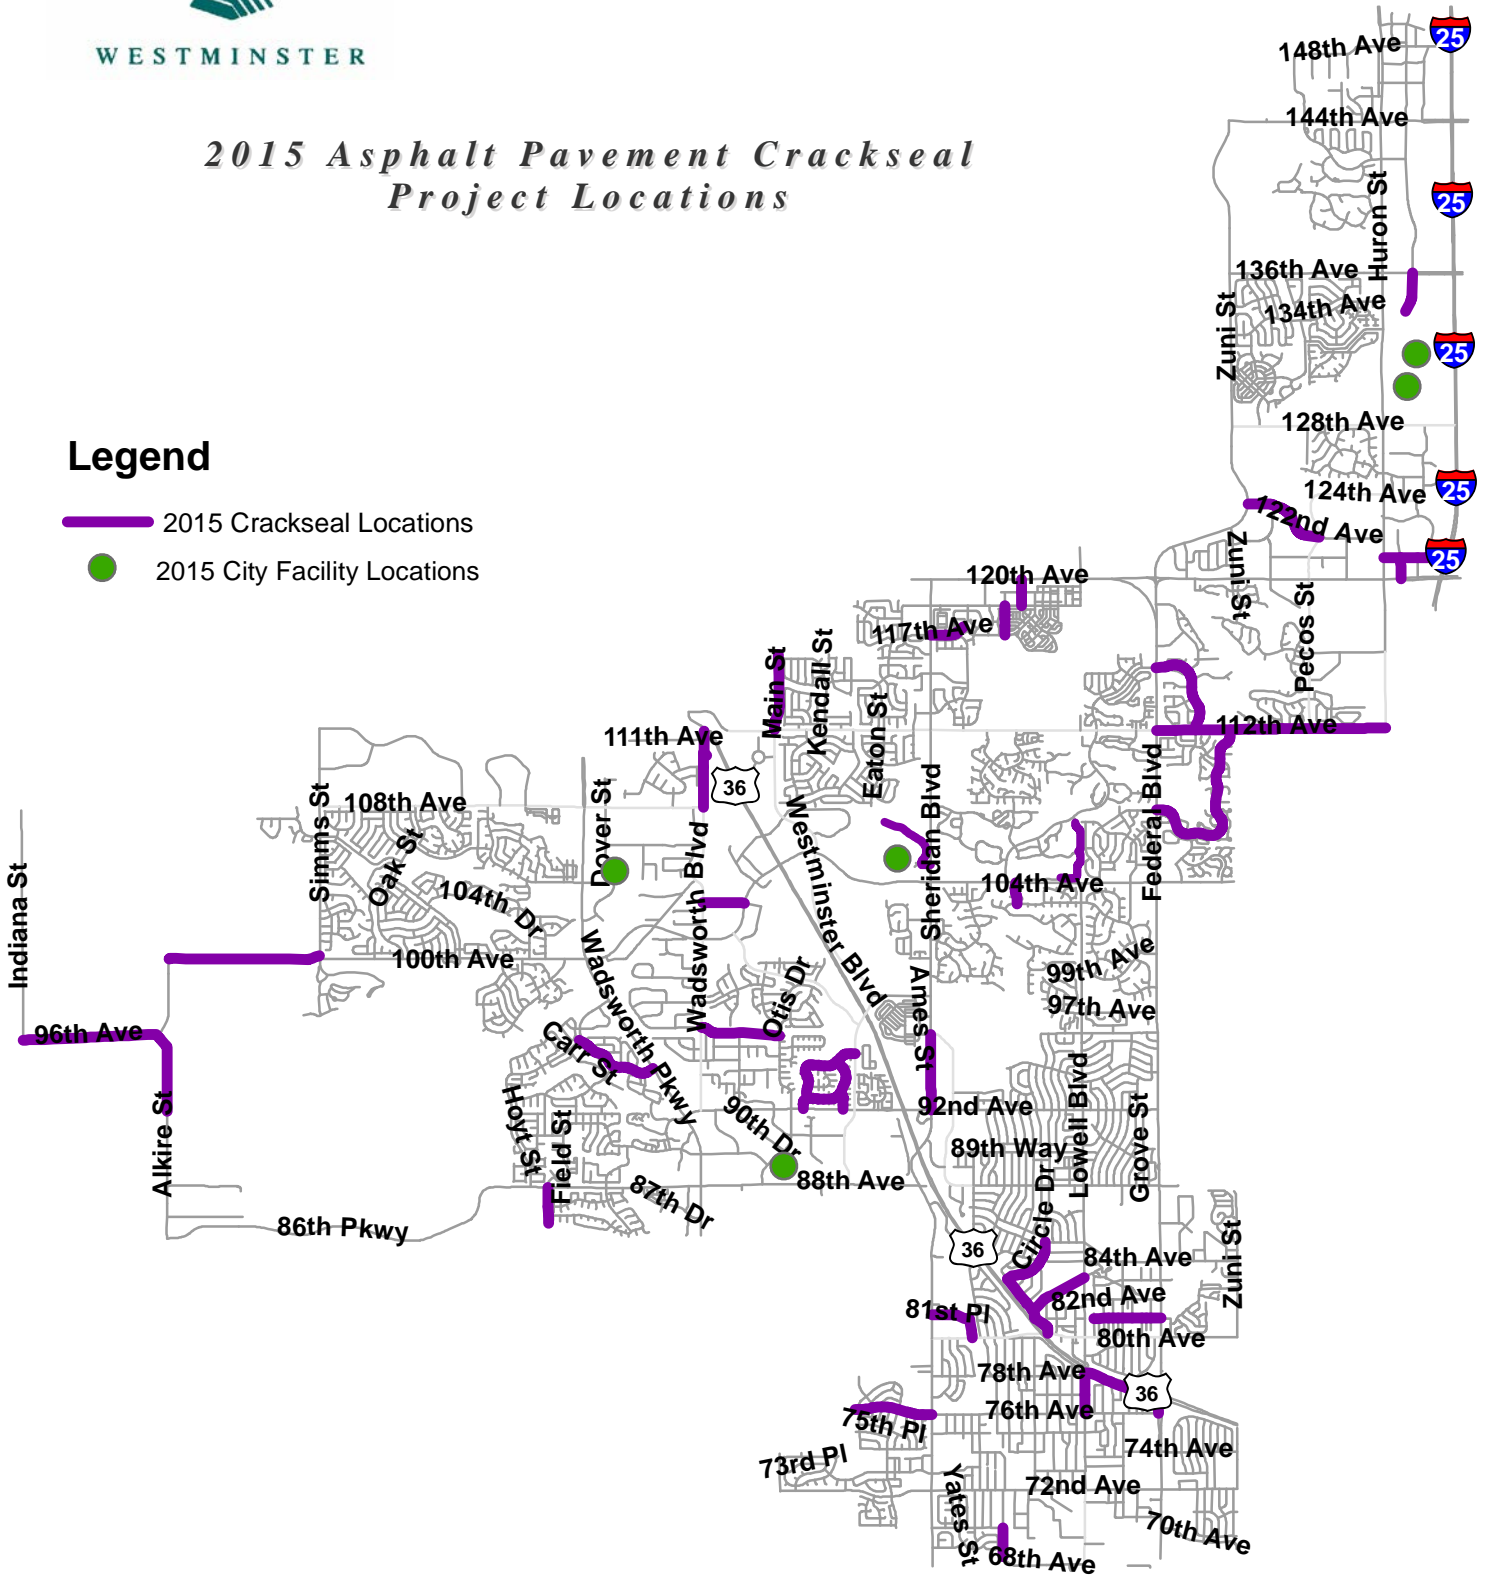 WESTMINSTER
2015 Asphalt Pavement Crackseal
Project Locations
Legend
2015 Crackseal Locations
2015 City Facility Locations
148th Ave
25
144th Ave
Huron St
25
136th Ave
134th Ave
Zuni St
25
128th Ave
124th Ave
25
122nd Ave
Zuni St
25
120th Ave
117th Ave
Pecos St
Main St
Kendall St
Eaton St
112th Ave
111th Ave
36
Simms St
108th Ave
Dover St
Wadsworth Blvd
Westminster Blvd
Sheridan Blvd
Federal Blvd
Oak St
104th Dr
104th Ave
Indiana St
100th Ave
Wadsworth Pkwy
Otis Dr
Ames St
99th Ave
97th Ave
96th Ave
Carr St
Lowell Blvd
Alkire St
Hoyt St
Field St
90th Dr
92nd Ave
89th Way
Grove St
88th Ave
87th Dr
86th Pkwy
36
Circle Dr
84th Ave
Zuni St
82nd Ave
81st Pl
80th Ave
78th Ave
36
76th Ave
75th Pl
74th Ave
73rd Pl
72nd Ave
Yates St
70th Ave
68th Ave